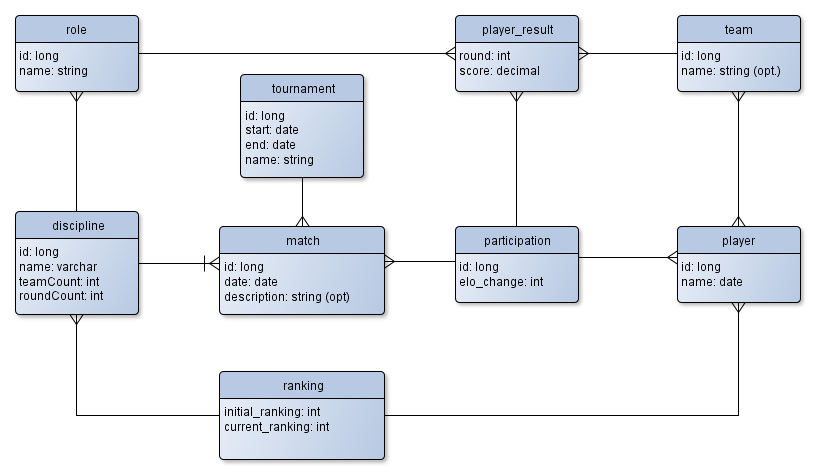 role
id: long
name: string
player_result
round: int
score: decimal
team
id: long
name: string (opt.)
tournament
id: long
start: date
end: date
name: string
discipline
id: long
name: varchar
teamCount: int
roundCount: int
match
id: long
date: date
description: string (opt)
participation
id: long
elo_change: int
player
id: long
name: date
ranking
initial_ranking: int
current_ranking: int